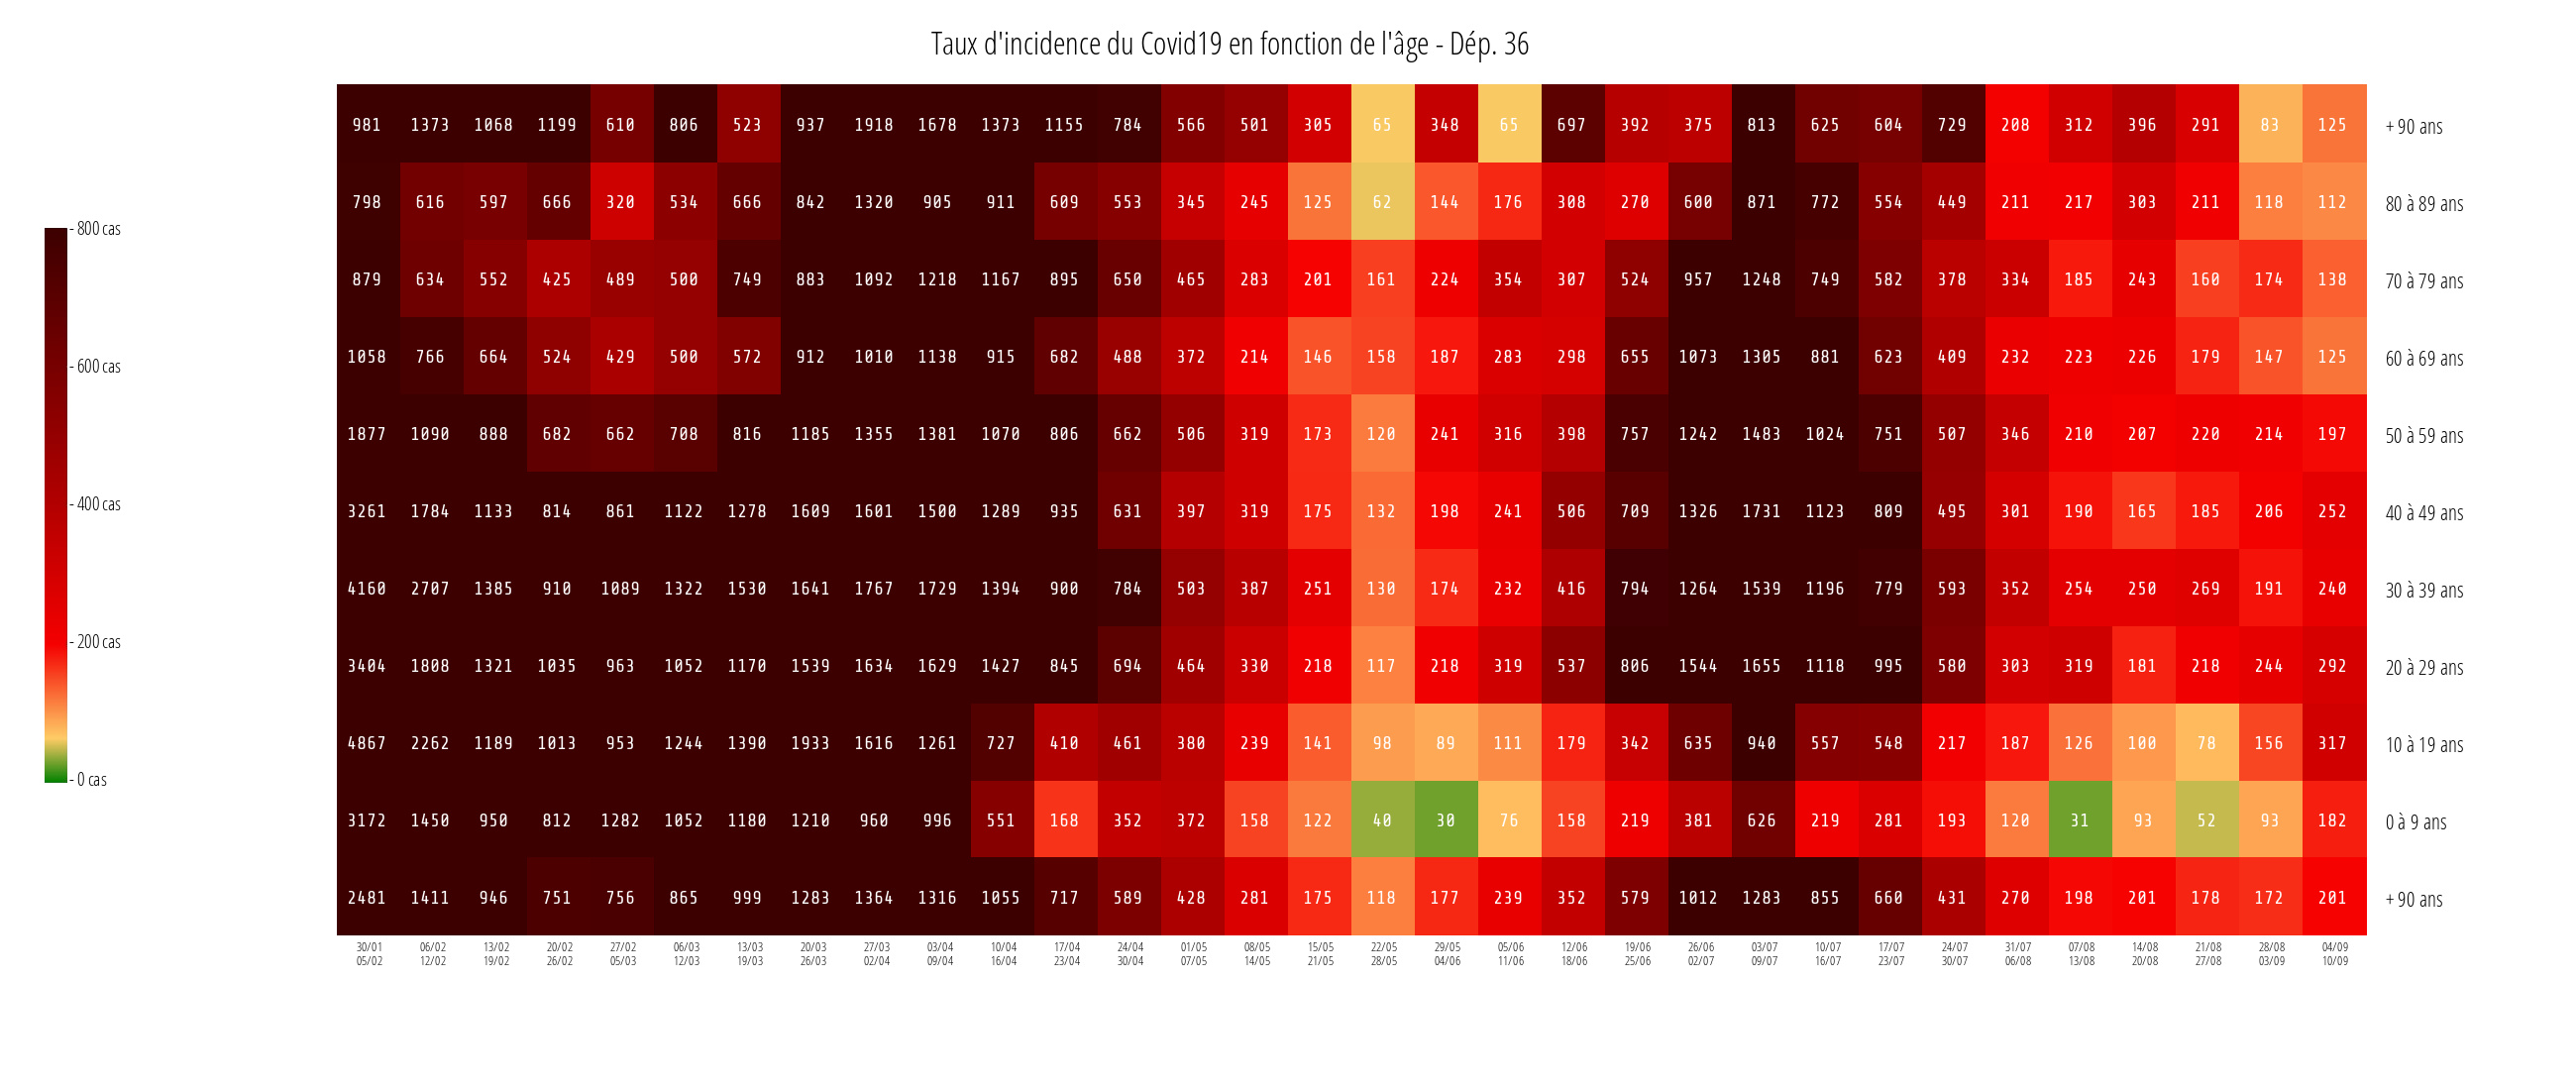 Taux d'incidence du Covid19 en fonction de l'âge - Dép. 36
- 800 cas
- 600 cas
- 400 cas
- 200 cas
- 0 cas
981 1373 1068 1199 610 806 523 937 1918 1678 1373 1155 784 566 501 305 65 348 65 697 392 375 813 625 604 729 208 312 396 291 83 125 + 90 ans
798 616 597 666 320 534 666 842 1320 905 911 609 553 345 245 125 62 144 176 308 270 600 871 772 554 449 211 217 303 211 118 112 80 à 89 ans
879 634 552 425 489 500 749 883 1092 1218 1167 895 650 465 283 201 161 224 354 307 524 957 1248 749 582 378 334 185 243 160 174 138 70 à 79 ans
1058 766 664 524 429 500 572 912 1010 1138 915 682 488 372 214 146 158 187 283 298 655 1073 1305 881 623 409 232 223 226 179 147 125 60 à 69 ans
1877 1090 888 682 662 708 816 1185 1355 1381 1070 806 662 506 319 173 120 241 316 398 757 1242 1483 1024 751 507 346 210 207 220 214 197 50 à 59 ans
3261 1784 1133 814 861 1122 1278 1609 1601 1500 1289 935 631 397 319 175 132 198 241 506 709 1326 1731 1123 809 495 301 190 165 185 206 252 40 à 49 ans
4160 2707 1385 910 1089 1322 1530 1641 1767 1729 1394 900 784 503 387 251 130 174 232 416 794 1264 1539 1196 779 593 352 254 250 269 191 240 30 à 39 ans
3404 1808 1321 1035 963 1052 1170 1539 1634 1629 1427 845 694 464 330 218 117 218 319 537 806 1544 1655 1118 995 580 303 319 181 218 244 292 20 à 29 ans
4867 2262 1189 1013 953 1244 1390 1933 1616 1261 727 410 461 380 239 141 98 89 111 179 342 635 940 557 548 217 187 126 100 78 156 317 10 à 19 ans
3172 1450 950 812 1282 1052 1180 1210 960 996 551 168 352 372 158 122 40 30 76 158 219 381 626 219 281 193 120 31 93 52 93 182 0 à 9 ans
2481 1411 946 751 756 865 999 1283 1364 1316 1055 717 589 428 281 175 118 177 239 352 579 1012 1283 855 660 431 270 198 201 178 172 201 + 90 ans
30/01 06/02 13/02 20/02 27/02 06/03 13/03 20/03 27/03 03/04 10/04 17/04 24/04 01/05 08/05 15/05 22/05 29/05 05/06 12/06 19/06 26/06 03/07 10/07 17/07 24/07 31/07 07/08 14/08 21/08 28/08 04/09
05/02 12/02 19/02 26/02 05/03 12/03 19/03 26/03 02/04 09/04 16/04 23/04 30/04 07/05 14/05 21/05 28/05 04/06 11/06 18/06 25/06 02/07 09/07 16/07 23/07 30/07 06/08 13/08 20/08 27/08 03/09 10/09